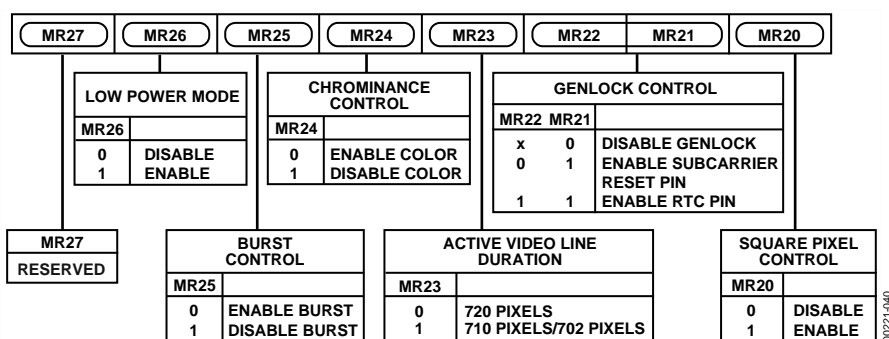 MR27 MR26 MR25 MR24 MR23 MR22 MR21 MR20
LOW POWER MODE
MR26
0 DISABLE
1 ENABLE
CHROMINANCE
CONTROL
MR24
0 ENABLE COLOR
1 DISABLE COLOR
GENLOCK CONTROL
MR22 MR21
x 0 DISABLE GENLOCK
0 1 ENABLE SUBCARRIER
RESET PIN
1 1 ENABLE RTC PIN
MR27
RESERVED
BURST
CONTROL
MR25
0 ENABLE BURST
1 DISABLE BURST
ACTIVE VIDEO LINE
DURATION
MR23
0 720 PIXELS
1 710 PIXELS/702 PIXELS
SQUARE PIXEL
CONTROL
MR20
0 DISABLE
1 ENABLE